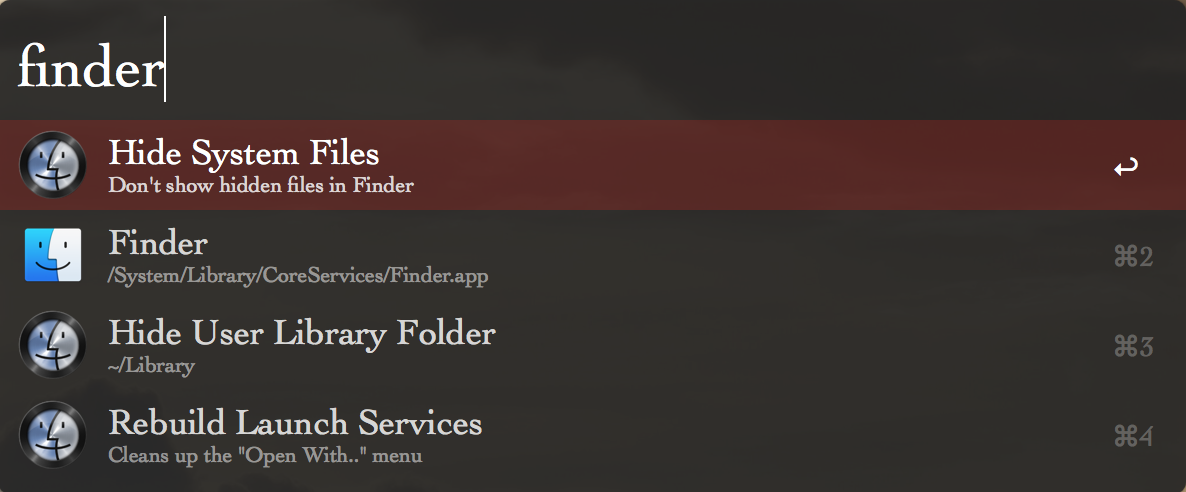 finder
Hide System Files
Don't show hidden files in Finder
Finder
/System/Library/CoreServices/Finder.app
⌘2
Hide User Library Folder
~/Library
⌘3
Rebuild Launch Services
Cleans up the "Open With.." menu
⌘4